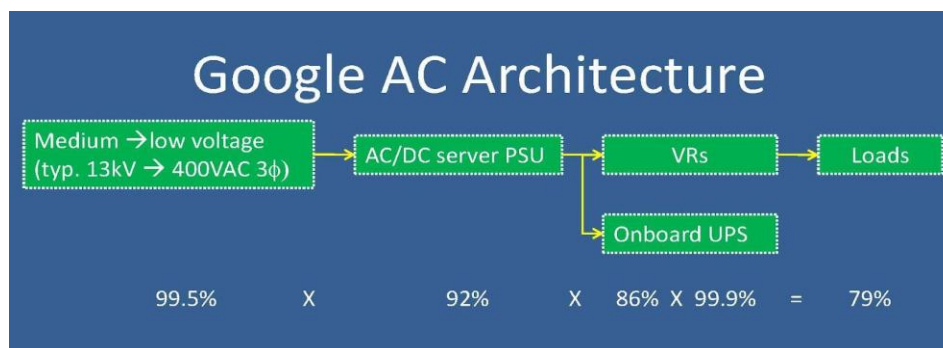 Google AC Architecture
Medium →low voltage
(typ. 13kV → 400VAC 3ϕ)
AC/DC server PSU
VRs
Loads
Onboard UPS
99.5% X 92% X 86% X 99.9% = 79%